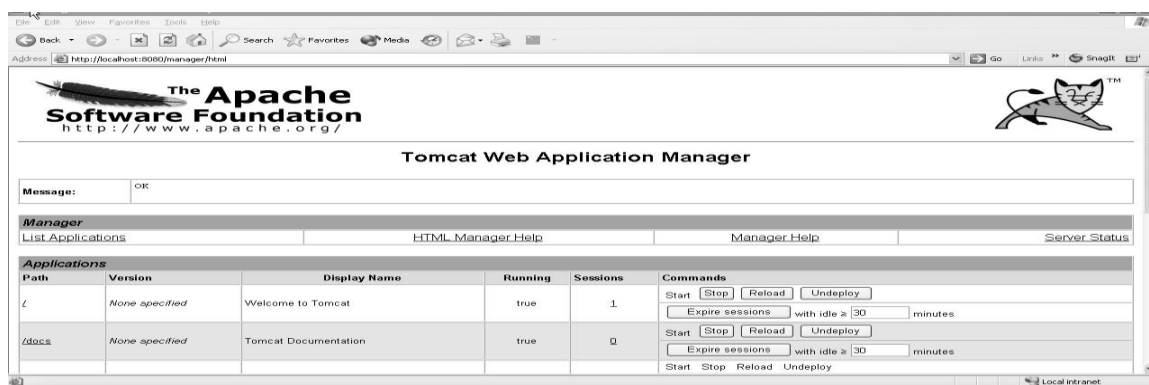 File Edit View Favorites Tools Help
Back Search Favorites Media
Address http://localhost:8080/manager/html Go Links » SnagIt
The Apache
Software Foundation
http://www.apache.org/
TM
Tomcat Web Application Manager
Message: OK
Manager
List Applications HTML Manager Help Manager Help Server Status
Applications
Path Version Display Name Running Sessions Commands
/ None specified Welcome to Tomcat true 1 Start Stop Reload Undeploy
Expire sessions with idle ≥ 30 minutes
/docs None specified Tomcat Documentation true 0 Start Stop Reload Undeploy
Expire sessions with idle ≥ 30 minutes
Start Stop Reload Undeploy
Local intranet